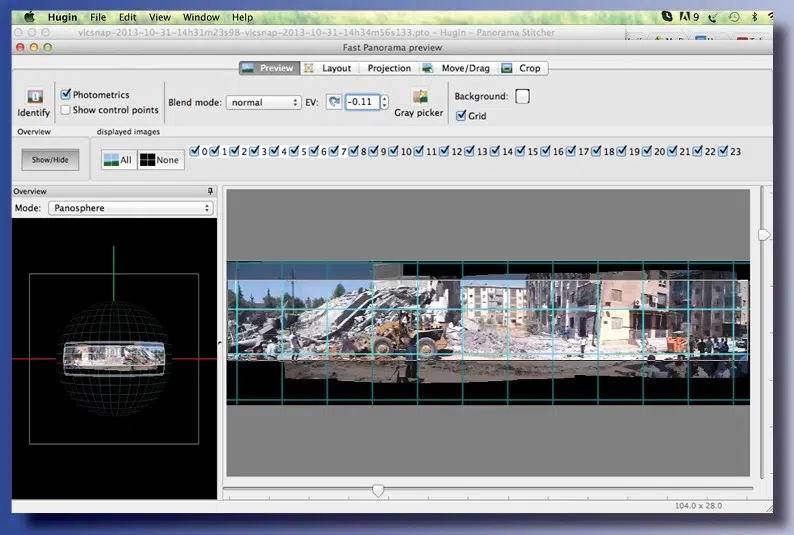 Hugin File Edit View Window Help 9
vlcsnap-2013-10-31-14h31m23s98-vlcsnap-2013-10-31-14h34m56s133.pto - Hugin - Panorama Stitcher
Fast Panorama preview
Preview Layout Projection Move/Drag Crop
Photometrics
Show control points
Identify
Blend mode: normal EV: -0.11
Gray picker
Background:
Grid
Overview displayed images
Show/Hide All None 0 1 2 3 4 5 6 7 8 9 10 11 12 13 14 15 16 17 18 19 20 21 22 23
Overview
Mode: Panosphere
104.0 x 28.0